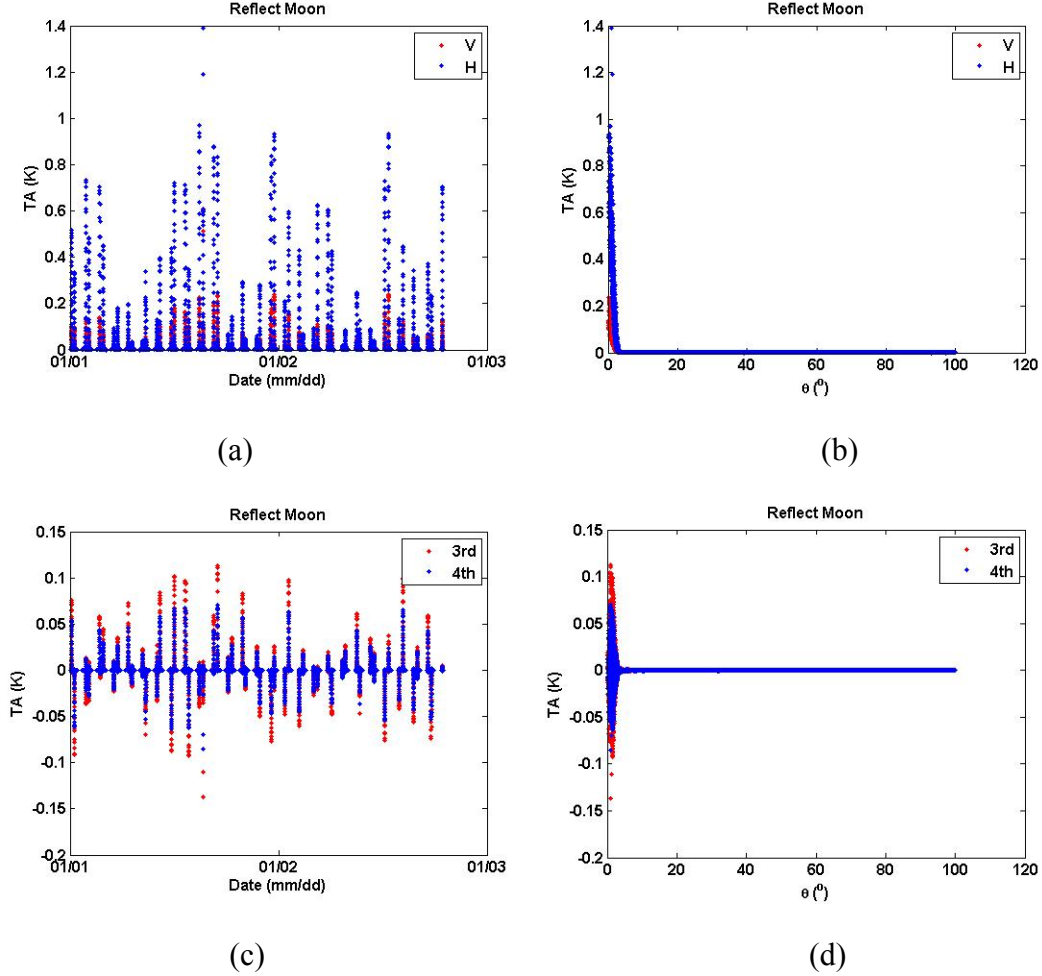 Reflect Moon
1.4
1.2
1
0.8
0.6
0.4
0.2
0
TA (K)
V
H
01/01
01/02
01/03
Date (mm/dd)
(a)
Reflect Moon
1.4
1.2
1
0.8
0.6
0.4
0.2
0
TA (K)
V
H
0
20
40
60
80
100
120
θ (⁰)
(b)
Reflect Moon
0.15
0.1
0.05
0
-0.05
-0.1
-0.15
-0.2
TA (K)
3rd
4th
01/01
01/02
01/03
Date (mm/dd)
(c)
Reflect Moon
0.15
0.1
0.05
0
-0.05
-0.1
-0.15
-0.2
TA (K)
3rd
4th
0
20
40
60
80
100
120
θ (⁰)
(d)